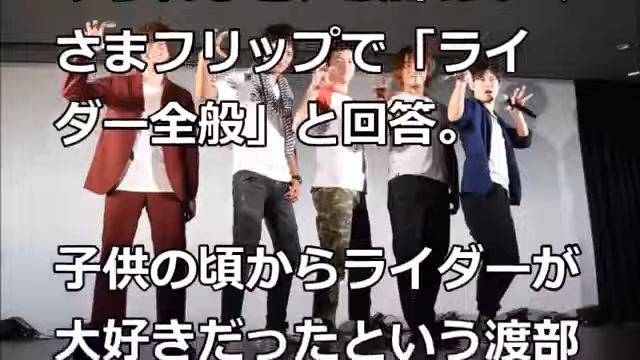 さまフリップで「ライ
ダー全般」と回答。
子供の頃からライダーが
大好きだったという渡部